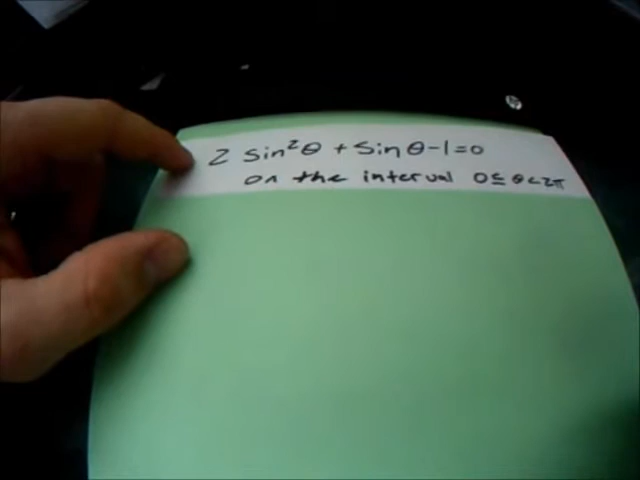 2 sin²θ + sin θ - 1 = 0
on the interval 0 ≤ θ < 2π